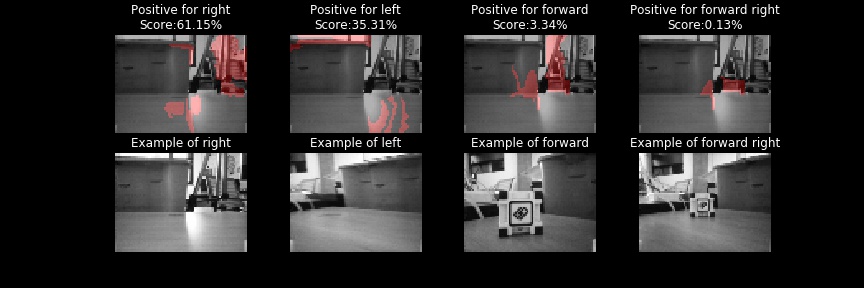 Positive for right
Score:61.15%
Positive for left
Score:35.31%
Positive for forward
Score:3.34%
Positive for forward right
Score:0.13%
Example of right
Example of left
Example of forward
Example of forward right